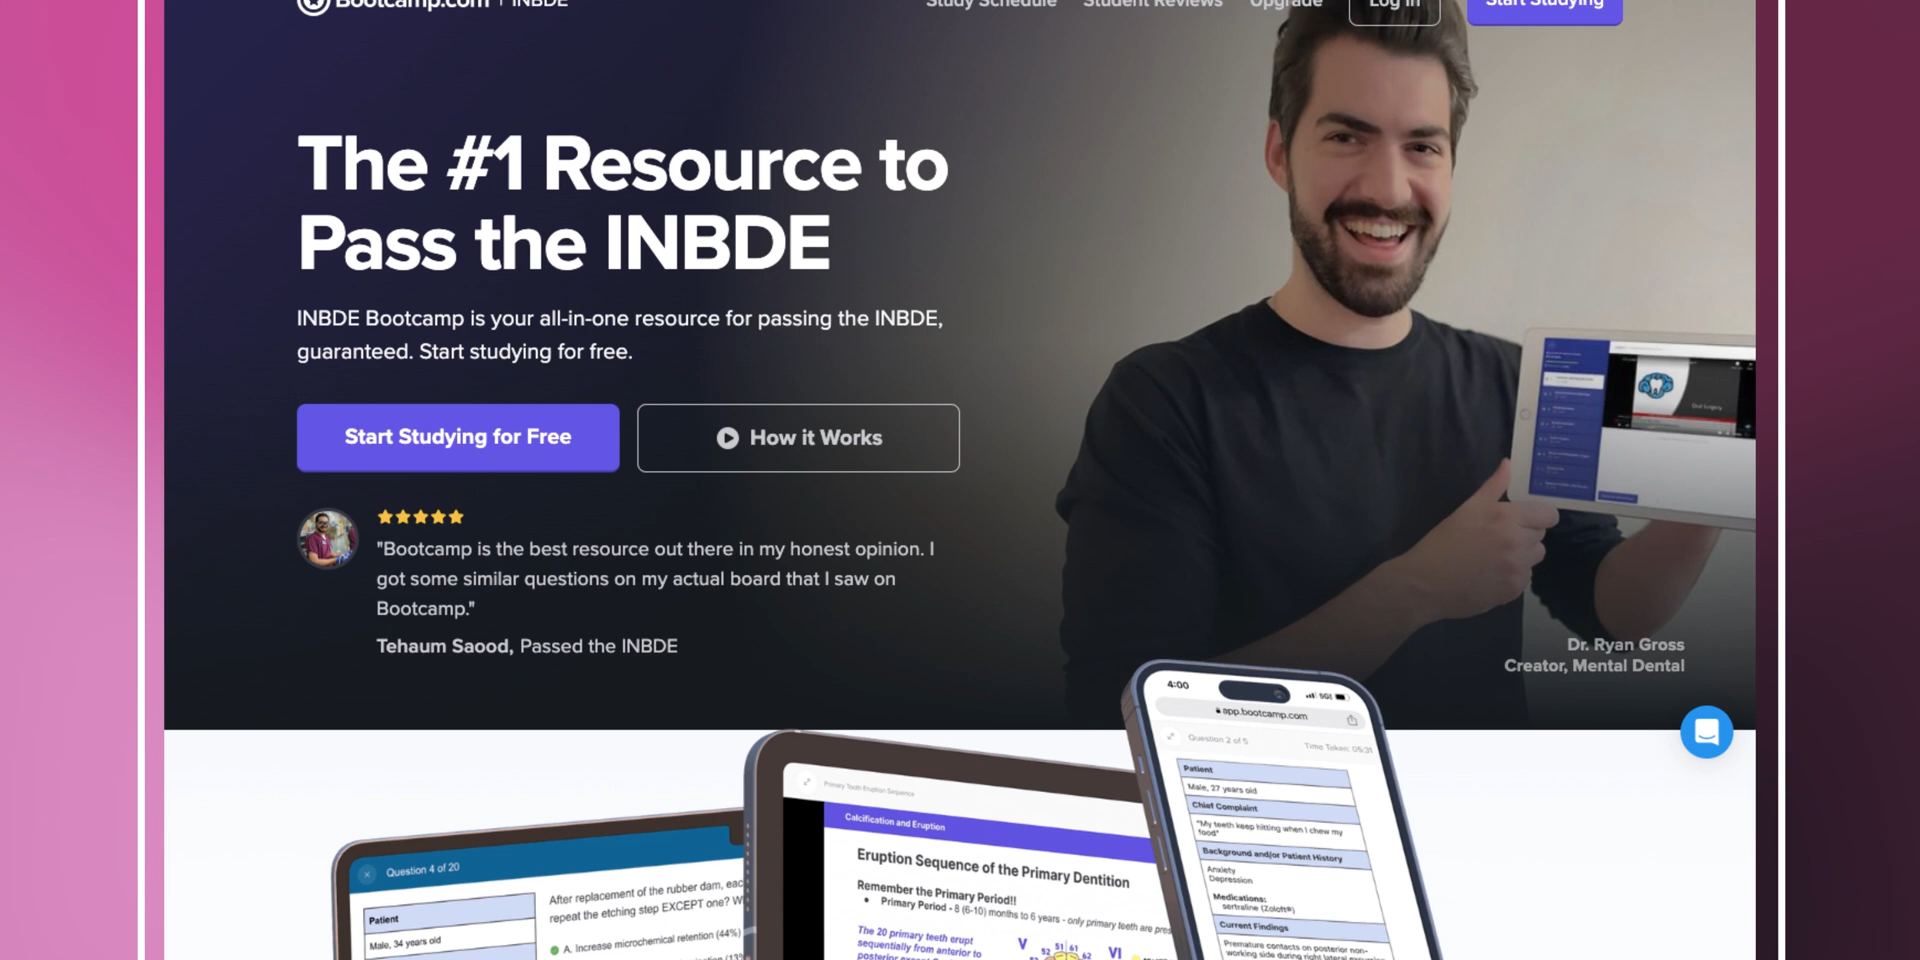 Bootcamp.com | INBDE
Study Schedule
Student Reviews
Upgrade
Log In
Start Studying
The #1 Resource to
Pass the INBDE
INBDE Bootcamp is your all-in-one resource for passing the INBDE,
guaranteed. Start studying for free.
Start Studying for Free
How it Works
"Bootcamp is the best resource out there in my honest opinion. I
got some similar questions on my actual board that I saw on
Bootcamp."
Tehaum Saood, Passed the INBDE
Dr. Ryan Gross
Creator, Mental Dental
Oral Surgery
Question 4 of 20
Patient
Male, 34 years old
After replacement of the rubber dam, eac
repeat the etching step EXCEPT one? W
A. Increase microchemical retention (44%)
Primary Tooth Eruption Sequence
Calcification and Eruption
Eruption Sequence of the Primary Dentition
Remember the Primary Period!!
• Primary Period - 8 (6-10) months to 6 years - only primary teeth are pres
The 20 primary teeth erupt
sequentially from anterior to
V
52
51
61
62
VI
4:00
5GE
app.bootcamp.com
Question 2 of 5
Time Taken: 05:31
Patient
Male, 27 years old
Chief Complaint
"My teeth keep hitting when I chew my
food"
Background and/or Patient History
Anxiety
Depression
Medications:
sertraline (Zoloft®)
Current Findings
Premature contacts on posterior non-
working side during right lateral